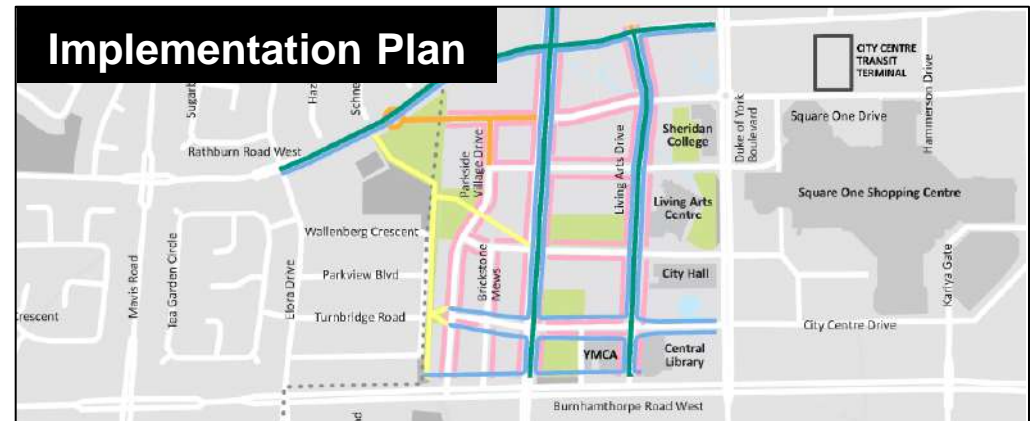 Implementation Plan
CITY CENTRE
TRANSIT
TERMINAL
Hammerson Drive
Sugarb
Haz
Schne
Square One Drive
Duke of York
Boulevard
Sheridan
College
Rathburn Road West
Parkside
Village Drive
Living Arts Drive
Square One Shopping Centre
Living Arts
Centre
Wallenberg Crescent
Mavis Road
Tea Garden Circle
Elora Drive
Parkview Blvd
Brickstone
Mews
City Hall
Kariya Gate
Crescent
Turnbridge Road
City Centre Drive
YMCA
Central
Library
Burnhamthorpe Road West